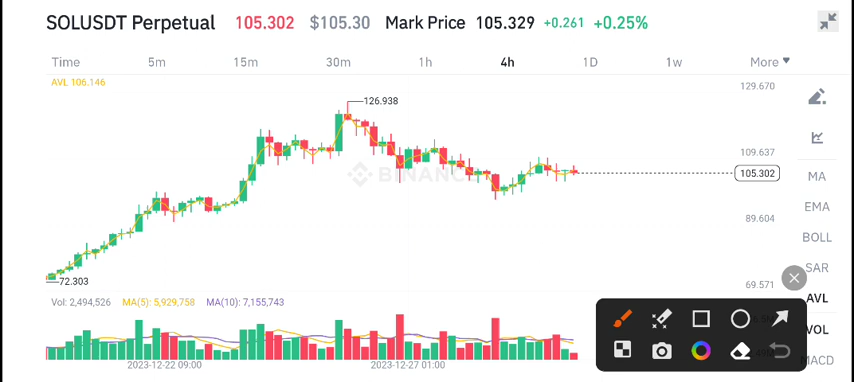 SOLUSDT Perpetual 105.302 $105.30 Mark Price 105.329 +0.261 +0.25%
Time 5m 15m 30m 1h 4h 1D 1w More
AVL 106.146
129.670
126.938
109.637
BINANCE
105.302
89.604
72.303
69.571
MA
EMA
BOLL
SAR
AVL
VOL
MACD
Vol: 2,494,526 MA(5): 5,929,758 MA(10): 7,155,743
2023-12-22 09:00 2023-12-27 01:00